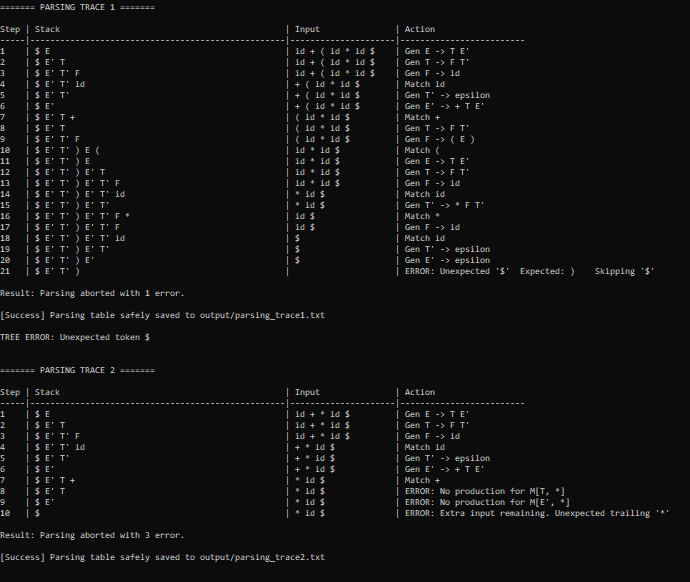 ======= PARSING TRACE 1 =======
Step | Stack | Input | Action
-----|--------------------------------------------------|---------------------|-------------------------
1 | $ E | id + ( id * id $ | Gen E -> T E'
2 | $ E' T | id + ( id * id $ | Gen T -> F T'
3 | $ E' T' F | id + ( id * id $ | Gen F -> id
4 | $ E' T' id | + ( id * id $ | Match id
5 | $ E' T' | + ( id * id $ | Gen T' -> epsilon
6 | $ E' | + ( id * id $ | Gen E' -> + T E'
7 | $ E' T + | ( id * id $ | Match +
8 | $ E' T | ( id * id $ | Gen T -> F T'
9 | $ E' T' F | ( id * id $ | Gen F -> ( E )
10 | $ E' T' ) E ( | id * id $ | Match (
11 | $ E' T' ) E | id * id $ | Gen E -> T E'
12 | $ E' T' ) E' T | id * id $ | Gen T -> F T'
13 | $ E' T' ) E' T' F | id * id $ | Gen F -> id
14 | $ E' T' ) E' T' id | * id $ | Match id
15 | $ E' T' ) E' T' | * id $ | Gen T' -> * F T'
16 | $ E' T' ) E' T' F * | id $ | Match *
17 | $ E' T' ) E' T' F | id $ | Gen F -> id
18 | $ E' T' ) E' T' id | $ | Match id
19 | $ E' T' ) E' T' | $ | Gen T' -> epsilon
20 | $ E' T' ) E' | $ | Gen E' -> epsilon
21 | $ E' T' ) | | ERROR: Unexpected '$' Expected: ) Skipping '$'
Result: Parsing aborted with 1 error.
[Success] Parsing table safely saved to output/parsing_trace1.txt
TREE ERROR: Unexpected token $
======= PARSING TRACE 2 =======
Step | Stack | Input | Action
-----|--------------------------------------------------|---------------------|-------------------------
1 | $ E | id + * id $ | Gen E -> T E'
2 | $ E' T | id + * id $ | Gen T -> F T'
3 | $ E' T' F | id + * id $ | Gen F -> id
4 | $ E' T' id | + * id $ | Match id
5 | $ E' T' | + * id $ | Gen T' -> epsilon
6 | $ E' | + * id $ | Gen E' -> + T E'
7 | $ E' T + | * id $ | Match +
8 | $ E' T | * id $ | ERROR: No production for M[T, *]
9 | $ E' | * id $ | ERROR: No production for M[E', *]
10 | $ | * id $ | ERROR: Extra input remaining. Unexpected trailing '*'
Result: Parsing aborted with 3 error.
[Success] Parsing table safely saved to output/parsing_trace2.txt